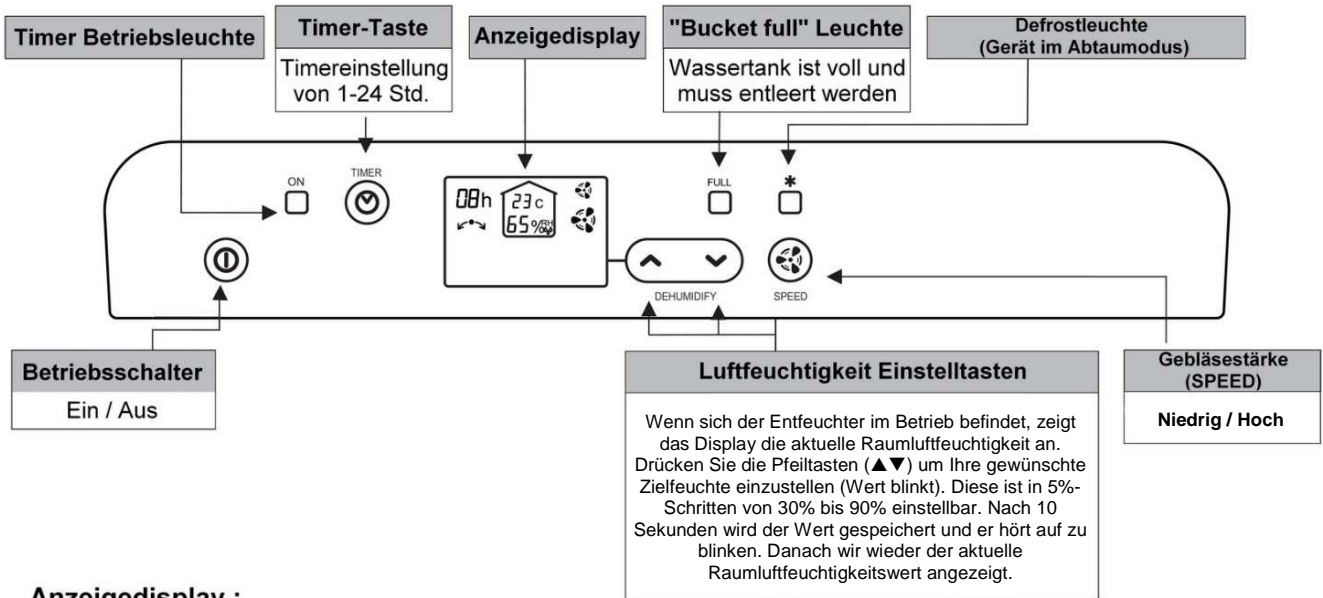 Timer Betriebsleuchte
Timer-Taste
Timereinstellung
von 1-24 Std.
Anzeigedisplay
"Bucket full" Leuchte
Wassertank ist voll und
muss entleert werden
Defrostleuchte
(Gerät im Abtaumodus)
ON
TIMER
08h
23c
65%RH
FULL
*
DEHUMIDIFY
SPEED
Betriebsschalter
Ein / Aus
Luftfeuchtigkeit Einstelltasten
Wenn sich der Entfeuchter im Betrieb befindet, zeigt
das Display die aktuelle Raumluftfeuchtigkeit an.
Drücken Sie die Pfeiltasten (▲▼) um Ihre gewünschte
Zielfeuchte einzustellen (Wert blinkt). Diese ist in 5%-
Schritten von 30% bis 90% einstellbar. Nach 10
Sekunden wird der Wert gespeichert und er hört auf zu
blinken. Danach wir wieder der aktuelle
Raumluftfeuchtigkeitswert angezeigt.
Gebläsestärke
(SPEED)
Niedrig / Hoch
Anzeigedisplay :